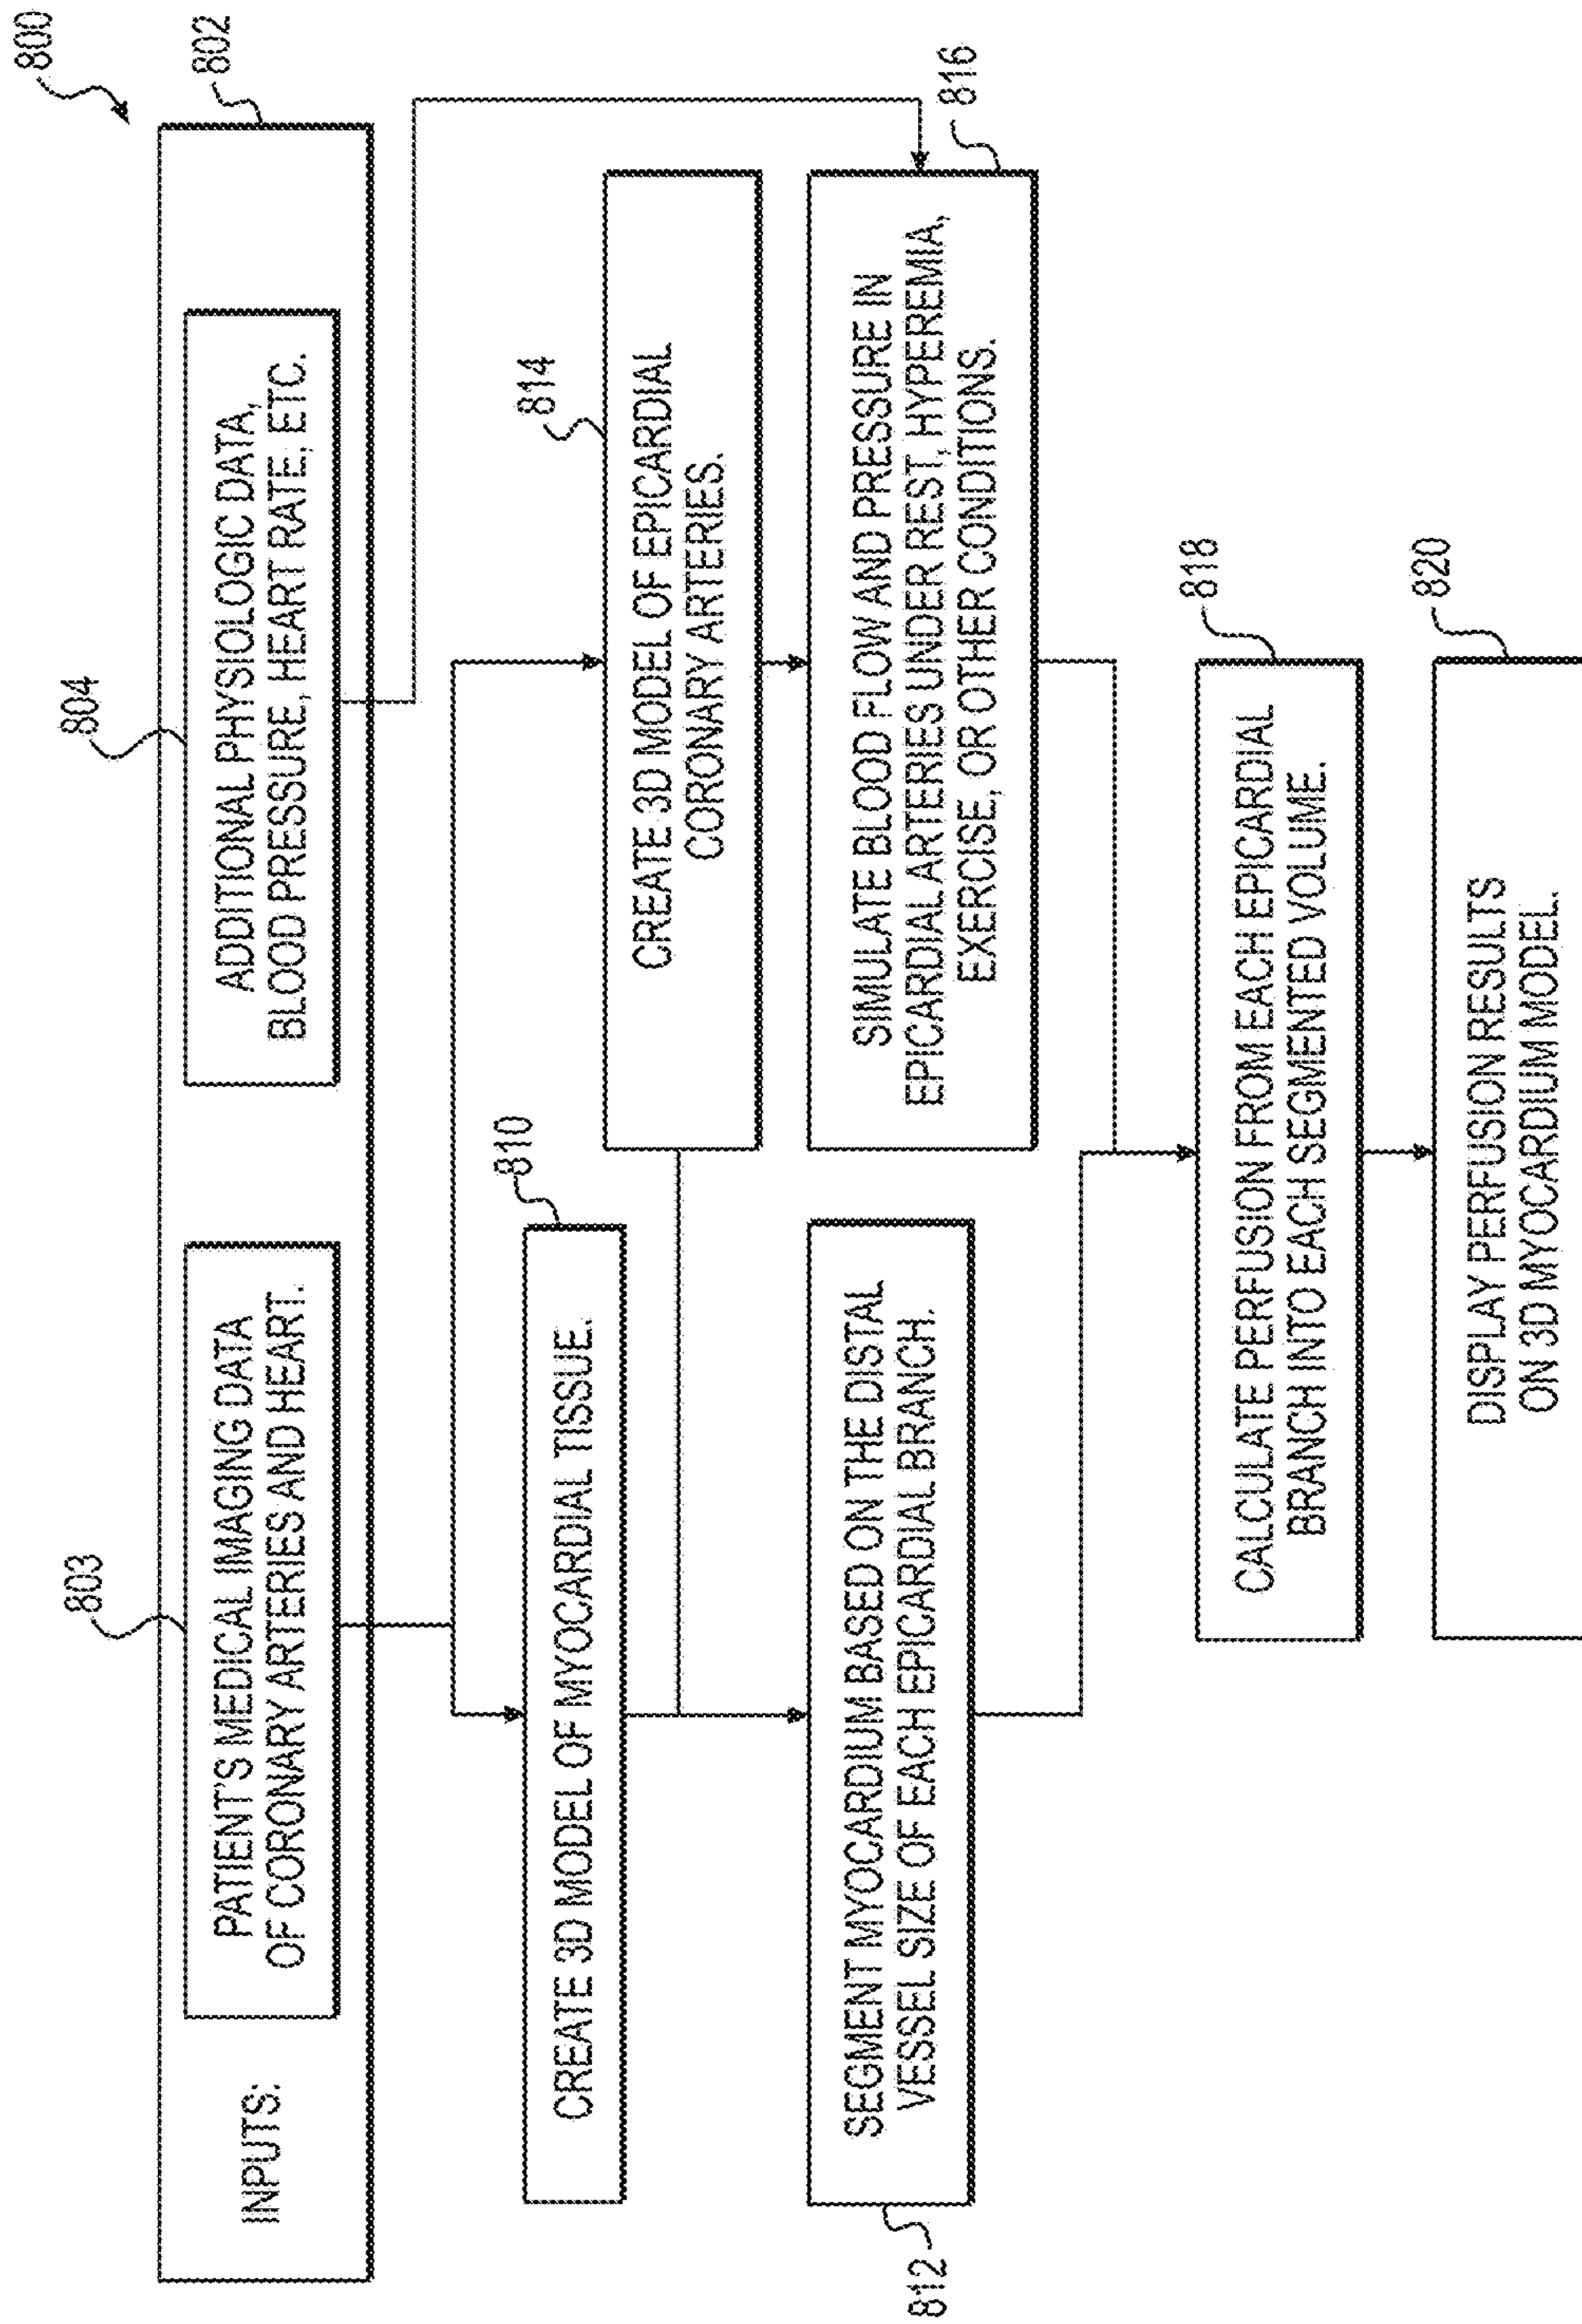 800
802
INPUTS:
803
PATIENT'S MEDICAL IMAGING DATA
OF CORONARY ARTERIES AND HEART.
804
ADDITIONAL PHYSIOLOGIC DATA,
BLOOD PRESSURE, HEART RATE, ETC.
810
CREATE 3D MODEL OF MYOCARDIAL TISSUE.
814
CREATE 3D MODEL OF EPICARDIAL
CORONARY ARTERIES.
812
SEGMENT MYOCARDIUM BASED ON THE DISTAL
VESSEL SIZE OF EACH EPICARDIAL BRANCH.
816
SIMULATE BLOOD FLOW AND PRESSURE IN
EPICARDIAL ARTERIES UNDER REST, HYPEREMIA,
EXERCISE, OR OTHER CONDITIONS.
818
CALCULATE PERFUSION FROM EACH EPICARDIAL
BRANCH INTO EACH SEGMENTED VOLUME.
820
DISPLAY PERFUSION RESULTS
ON 3D MYOCARDIUM MODEL.